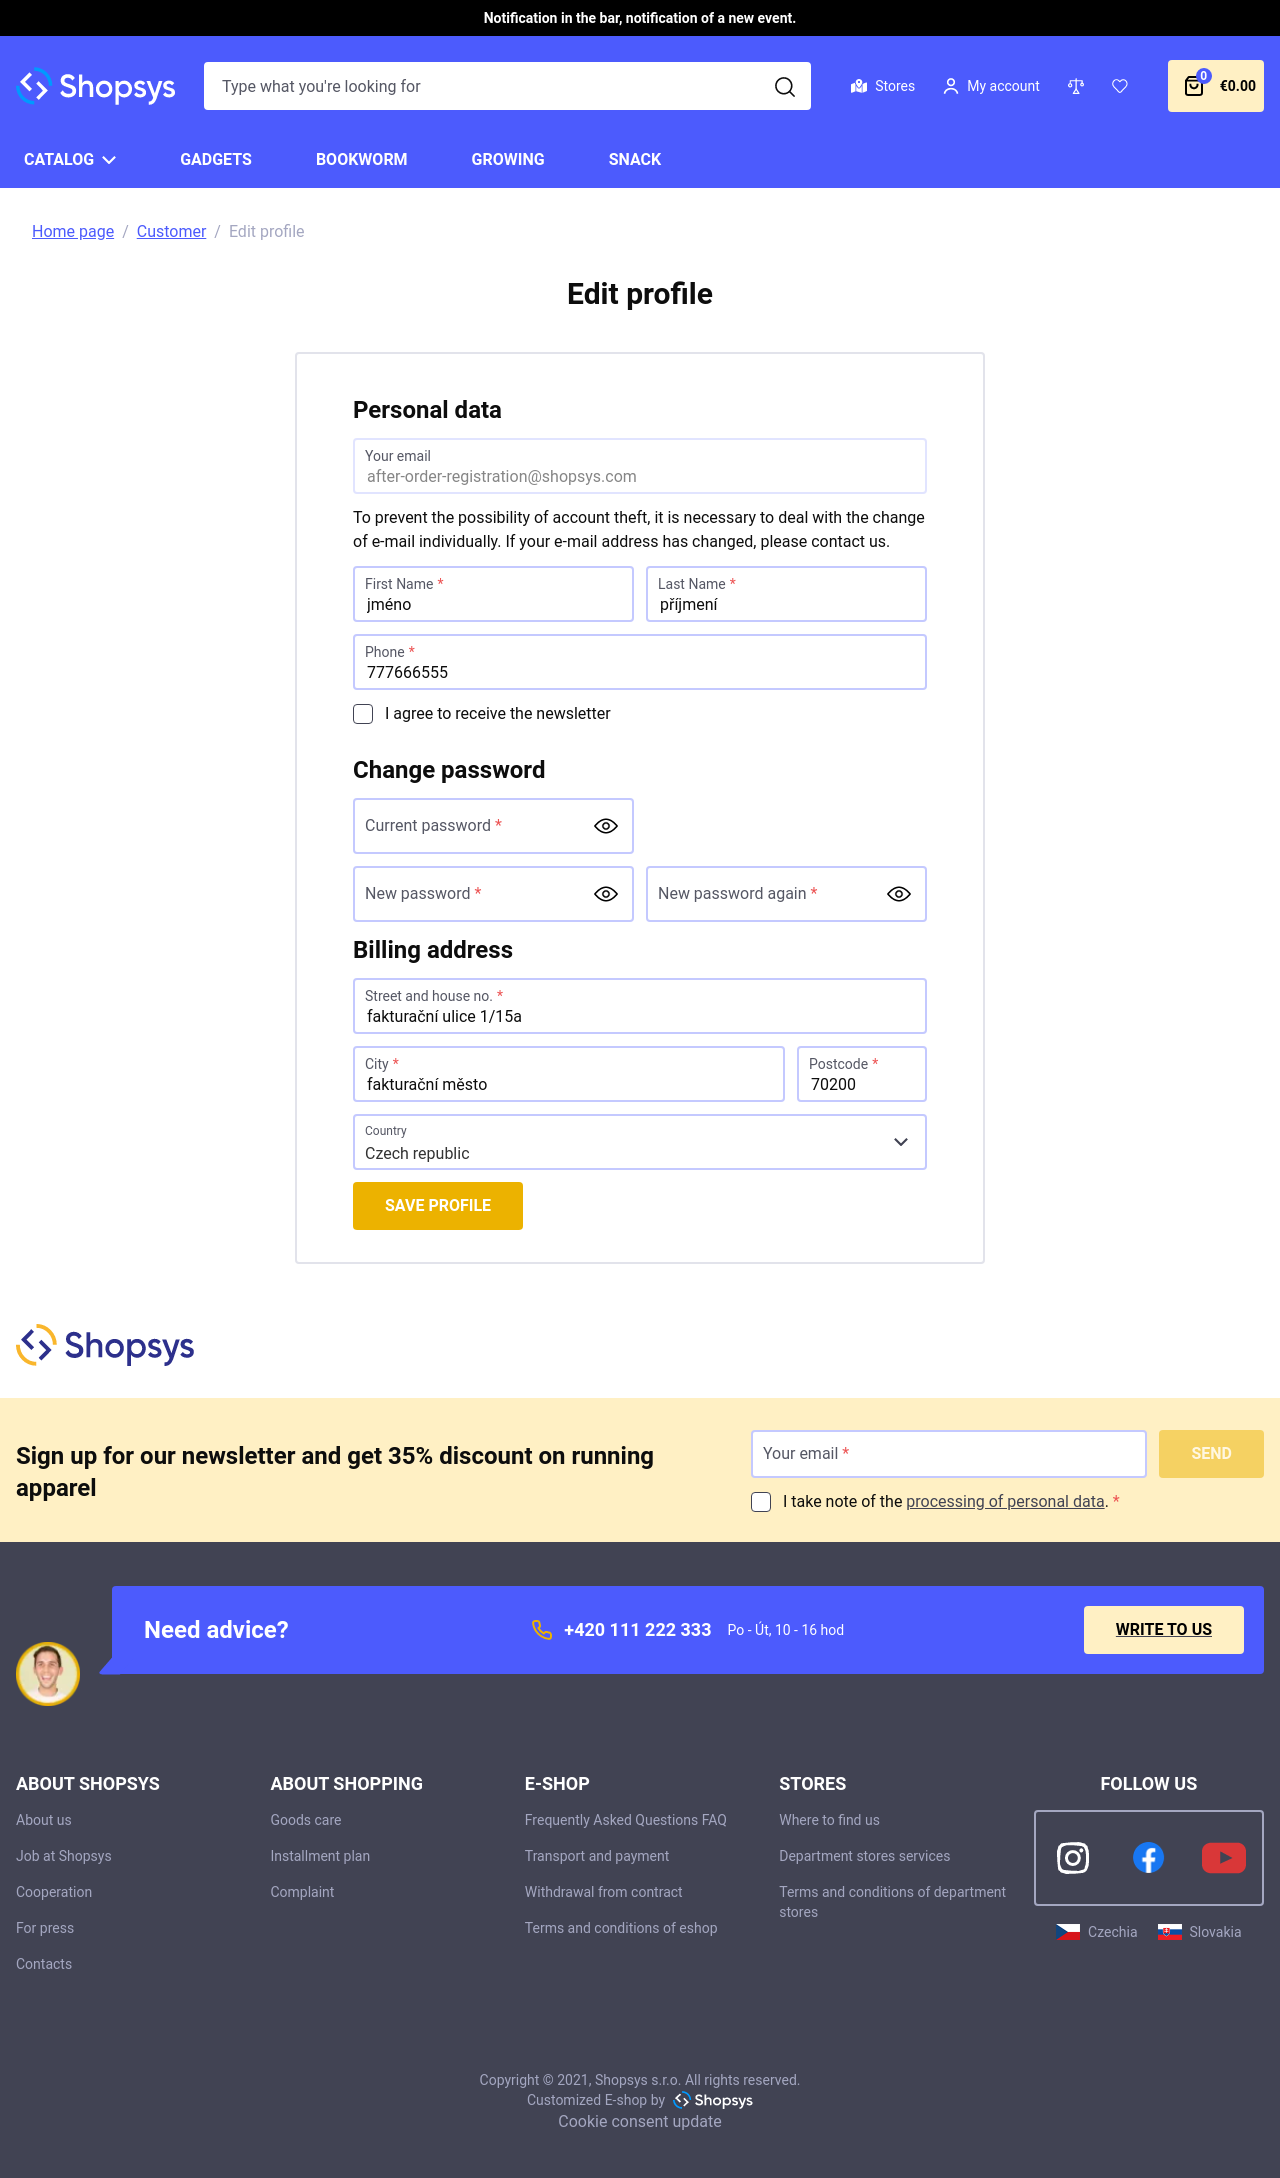 Notification in the bar, notification of a new event.
Shopsys
Type what you're looking for
Stores
My account
0
€0.00
CATALOG
GADGETS
BOOKWORM
GROWING
SNACK
Home page / Customer / Edit profile
Edit profile
Personal data
Your email
after-order-registration@shopsys.com
To prevent the possibility of account theft, it is necessary to deal with the change
of e-mail individually. If your e-mail address has changed, please contact us.
First Name *
jméno
Last Name *
příjmení
Phone *
777666555
I agree to receive the newsletter
Change password
Current password *
New password *
New password again *
Billing address
Street and house no. *
fakturační ulice 1/15a
City *
fakturační město
Postcode *
70200
Country
Czech republic
SAVE PROFILE
Shopsys
Sign up for our newsletter and get 35% discount on running
apparel
Your email *
SEND
I take note of the processing of personal data. *
Need advice?
+420 111 222 333
Po - Út, 10 - 16 hod
WRITE TO US
ABOUT SHOPSYS
About us
Job at Shopsys
Cooperation
For press
Contacts
ABOUT SHOPPING
Goods care
Installment plan
Complaint
E-SHOP
Frequently Asked Questions FAQ
Transport and payment
Withdrawal from contract
Terms and conditions of eshop
STORES
Where to find us
Department stores services
Terms and conditions of department
stores
FOLLOW US
Czechia
Slovakia
Copyright © 2021, Shopsys s.r.o. All rights reserved.
Customized E-shop by Shopsys
Cookie consent update